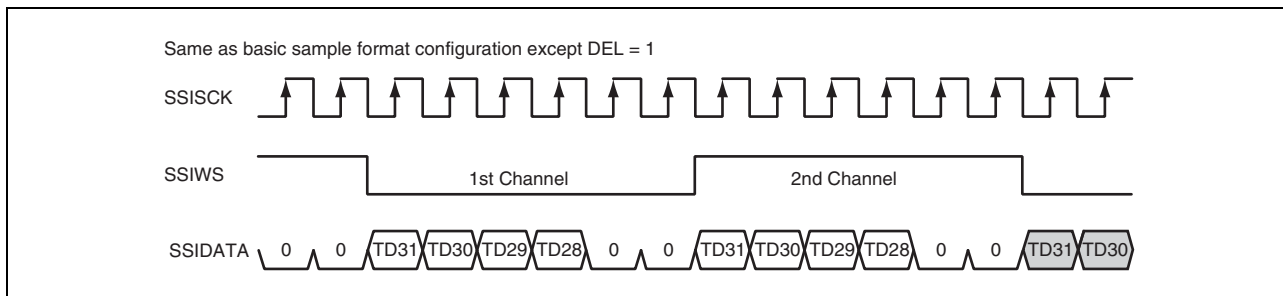 Same as basic sample format configuration except DEL = 1
SSISCK
SSIWS 1st Channel 2nd Channel
SSIDATA 0 0 TD31 TD30 TD29 TD28 0 0 TD31 TD30 TD29 TD28 0 0 TD31 TD30